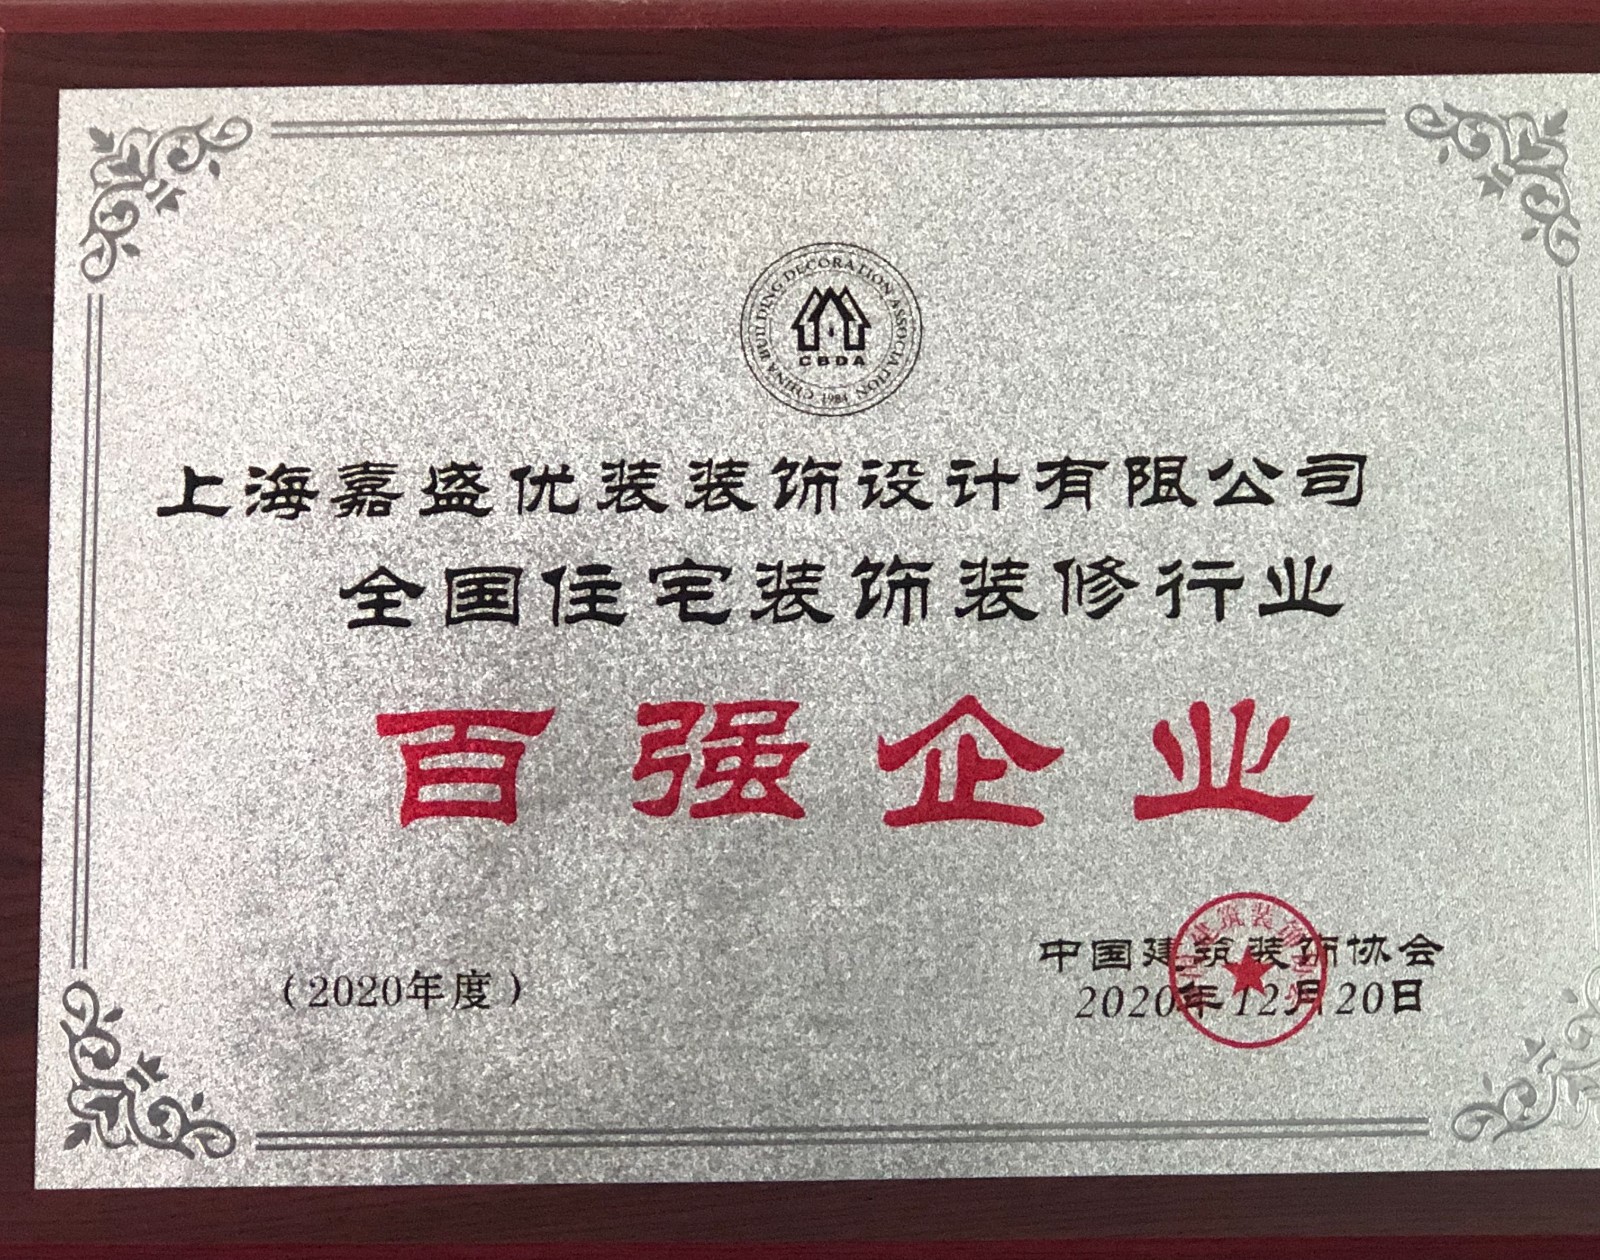 CHINA BUILDING DECORATION ASSOCIATION
CBDA
1984
上海嘉盛优装装饰设计有限公司
全国住宅装饰装修行业
百强企业
（2020年度）
中国建筑装饰协会
2020年12月20日